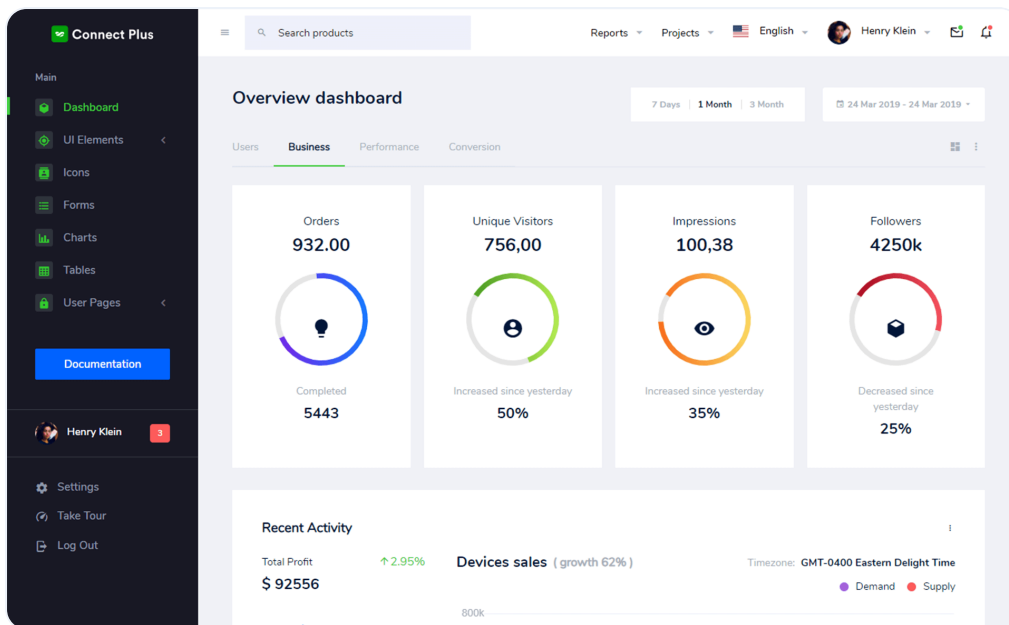 Connect Plus
Search products
Reports
Projects
English
Henry Klein
Main
Dashboard
UI Elements
Icons
Forms
Charts
Tables
User Pages
Documentation
Henry Klein
3
Settings
Take Tour
Log Out
Overview dashboard
7 Days
1 Month
3 Month
24 Mar 2019 - 24 Mar 2019
Users
Business
Performance
Conversion
Orders
932.00
Completed
5443
Unique Visitors
756,00
Increased since yesterday
50%
Impressions
100,38
Increased since yesterday
35%
Followers
4250k
Decreased since
yesterday
25%
Recent Activity
Total Profit
2.95%
$ 92556
Devices sales ( growth 62% )
Timezone: GMT-0400 Eastern Delight Time
Demand
Supply
800k